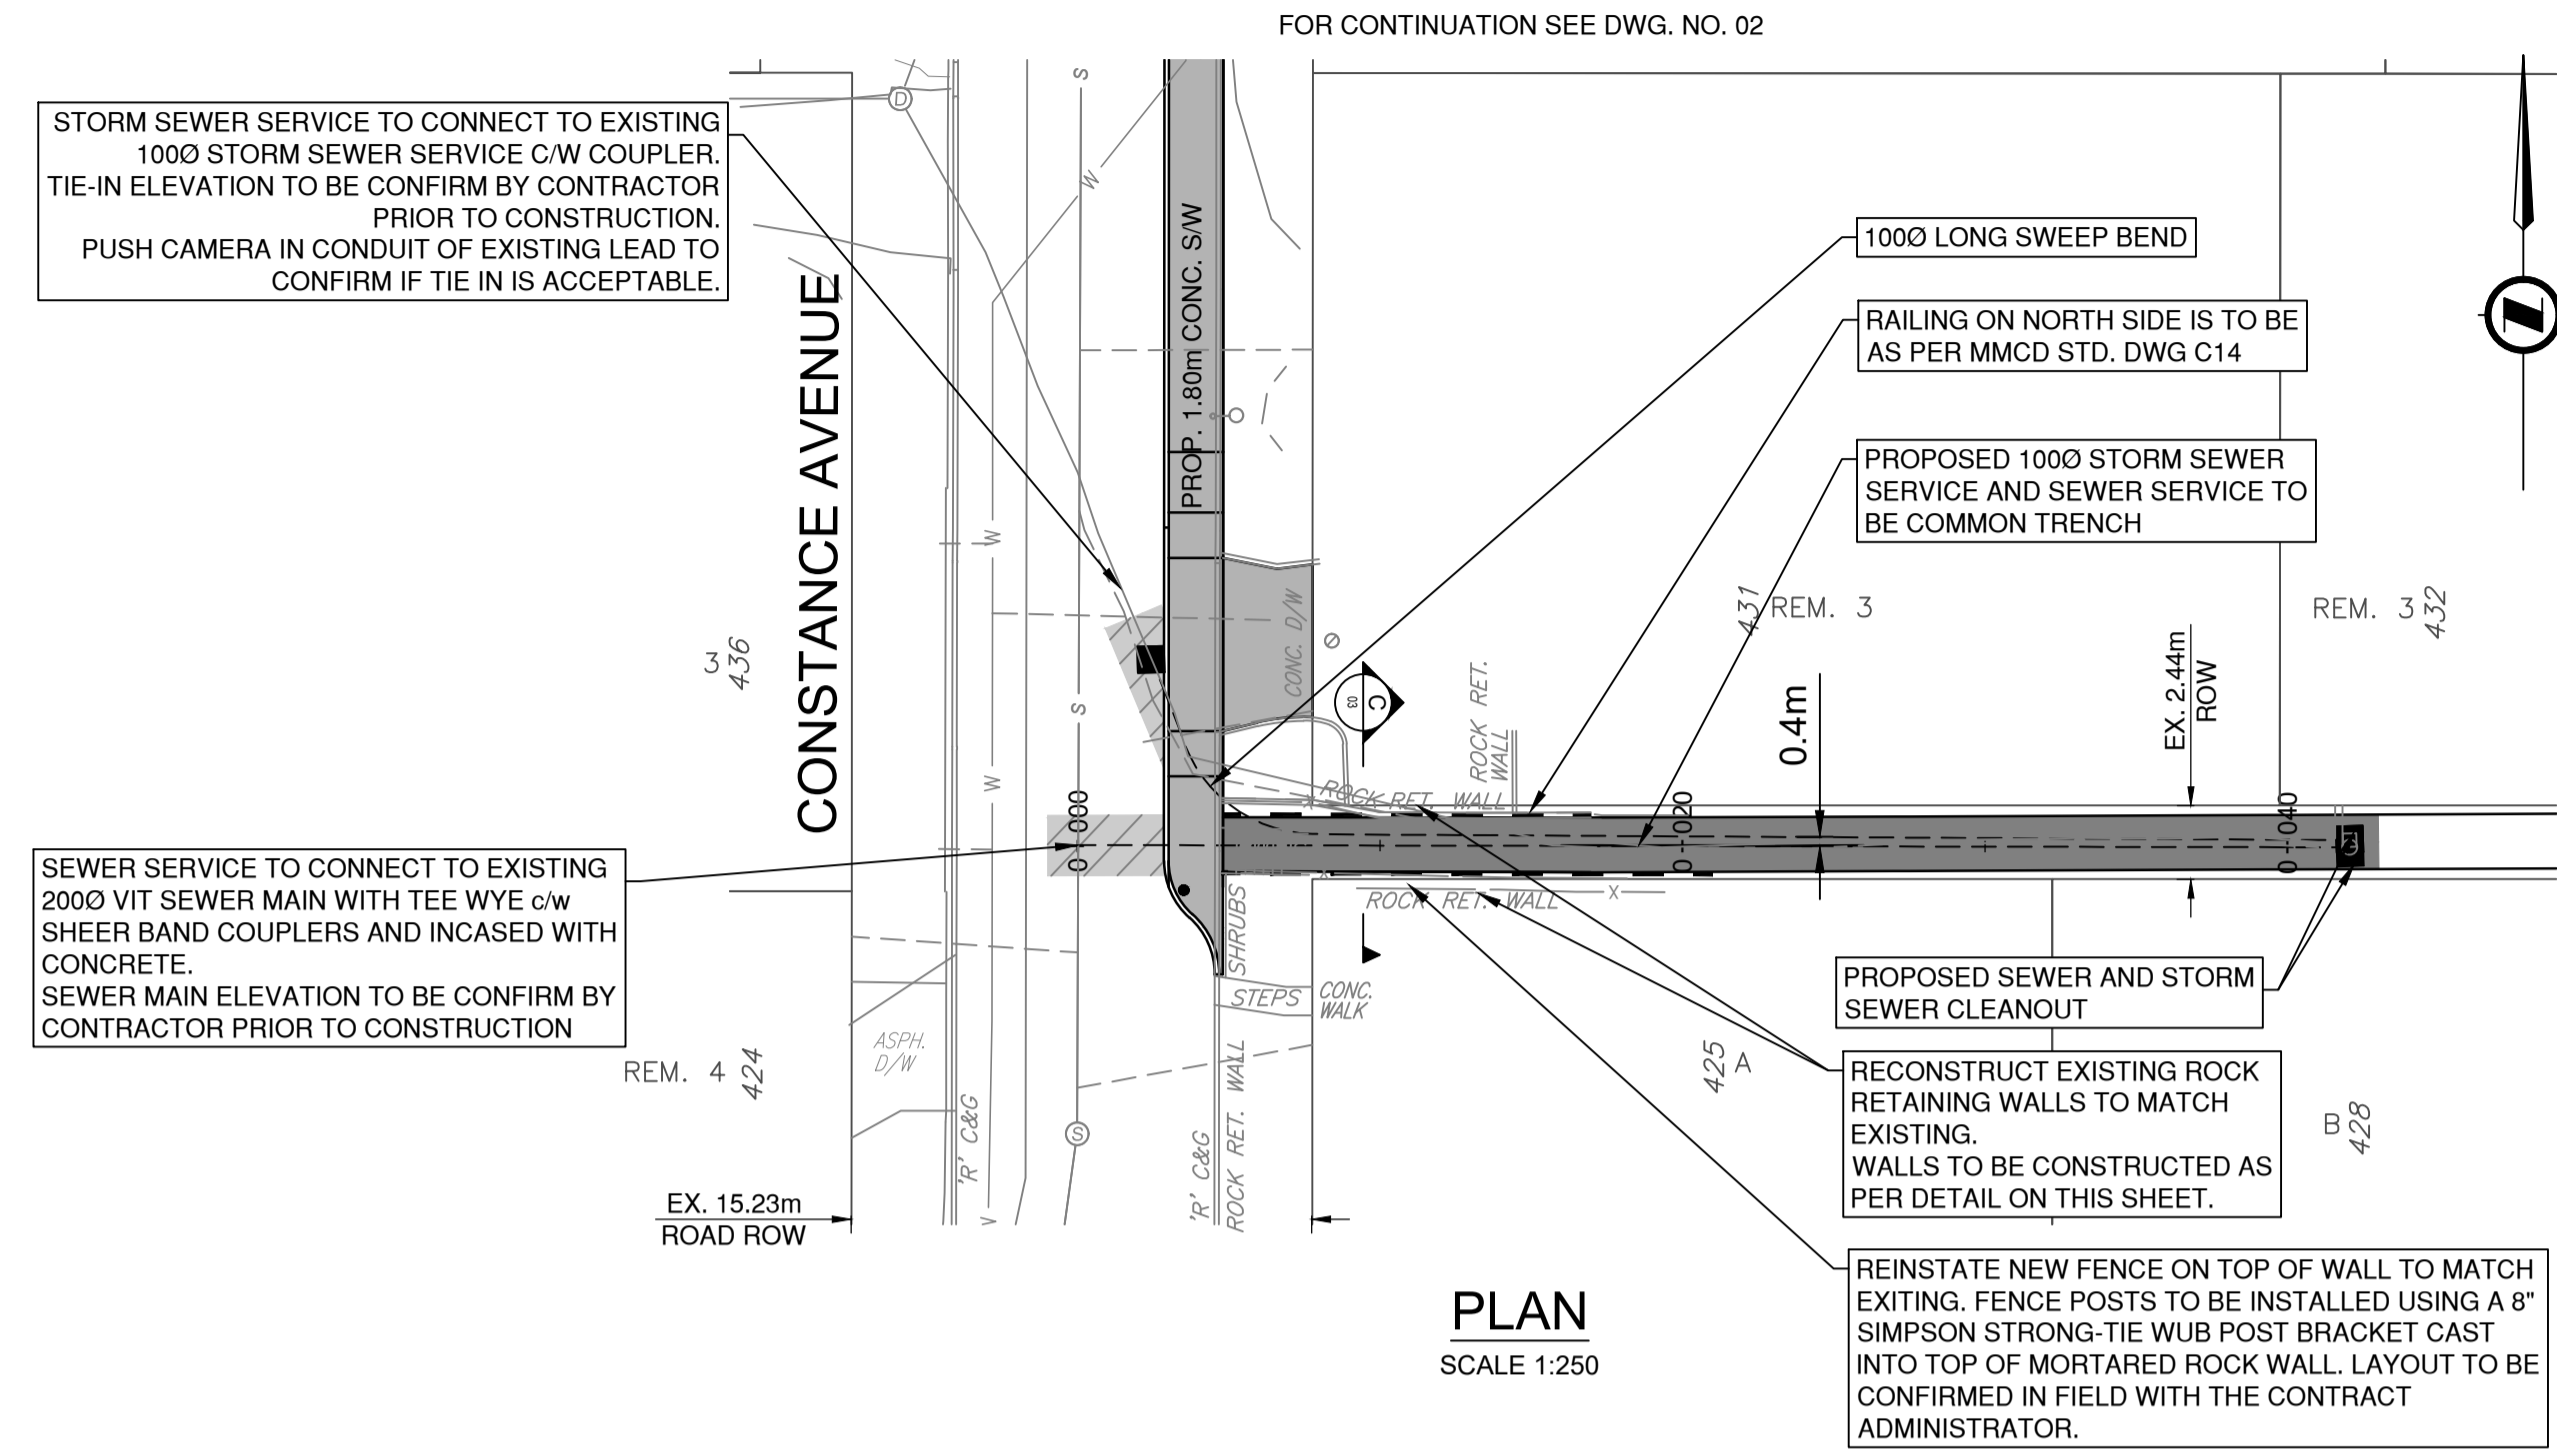 FOR CONTINUATION SEE DWG. NO. 02
STORM SEWER SERVICE TO CONNECT TO EXISTING
100Ø STORM SEWER SERVICE C/W COUPLER.
TIE-IN ELEVATION TO BE CONFIRM BY CONTRACTOR
PRIOR TO CONSTRUCTION.
PUSH CAMERA IN CONDUIT OF EXISTING LEAD TO
CONFIRM IF TIE IN IS ACCEPTABLE.
D
S
W
CONSTANCE AVENUE
PROP. 1.80m CONC. S/W
100Ø LONG SWEEP BEND
RAILING ON NORTH SIDE IS TO BE
AS PER MMCD STD. DWG C14
PROPOSED 100Ø STORM SEWER
SERVICE AND SEWER SERVICE TO
BE COMMON TRENCH
N
W
CONC. D/W
3
436
S
W
C
03
ROCK RET.
WALL
431
REM. 3
REM. 3
432
0.4m
EX. 2.44m
ROW
ROCK RET. WALL
X
0+000
0+020
0+040
SEWER SERVICE TO CONNECT TO EXISTING
200Ø VIT SEWER MAIN WITH TEE WYE c/w
SHEER BAND COUPLERS AND INCASED WITH
CONCRETE.
SEWER MAIN ELEVATION TO BE CONFIRM BY
CONTRACTOR PRIOR TO CONSTRUCTION
X
ROCK RET. WALL
X
SHRUBS
STEPS
CONC.
WALK
PROPOSED SEWER AND STORM
SEWER CLEANOUT
REM. 4
424
ASPH.
D/W
'R' C&G
S
'R' C&G
ROCK RET. WALL
425
A
B
428
RECONSTRUCT EXISTING ROCK
RETAINING WALLS TO MATCH
EXISTING.
WALLS TO BE CONSTRUCTED AS
PER DETAIL ON THIS SHEET.
EX. 15.23m
ROAD ROW
REINSTATE NEW FENCE ON TOP OF WALL TO MATCH
EXITING. FENCE POSTS TO BE INSTALLED USING A 8"
SIMPSON STRONG-TIE WUB POST BRACKET CAST
INTO TOP OF MORTARED ROCK WALL. LAYOUT TO BE
CONFIRMED IN FIELD WITH THE CONTRACT
ADMINISTRATOR.
PLAN
SCALE 1:250